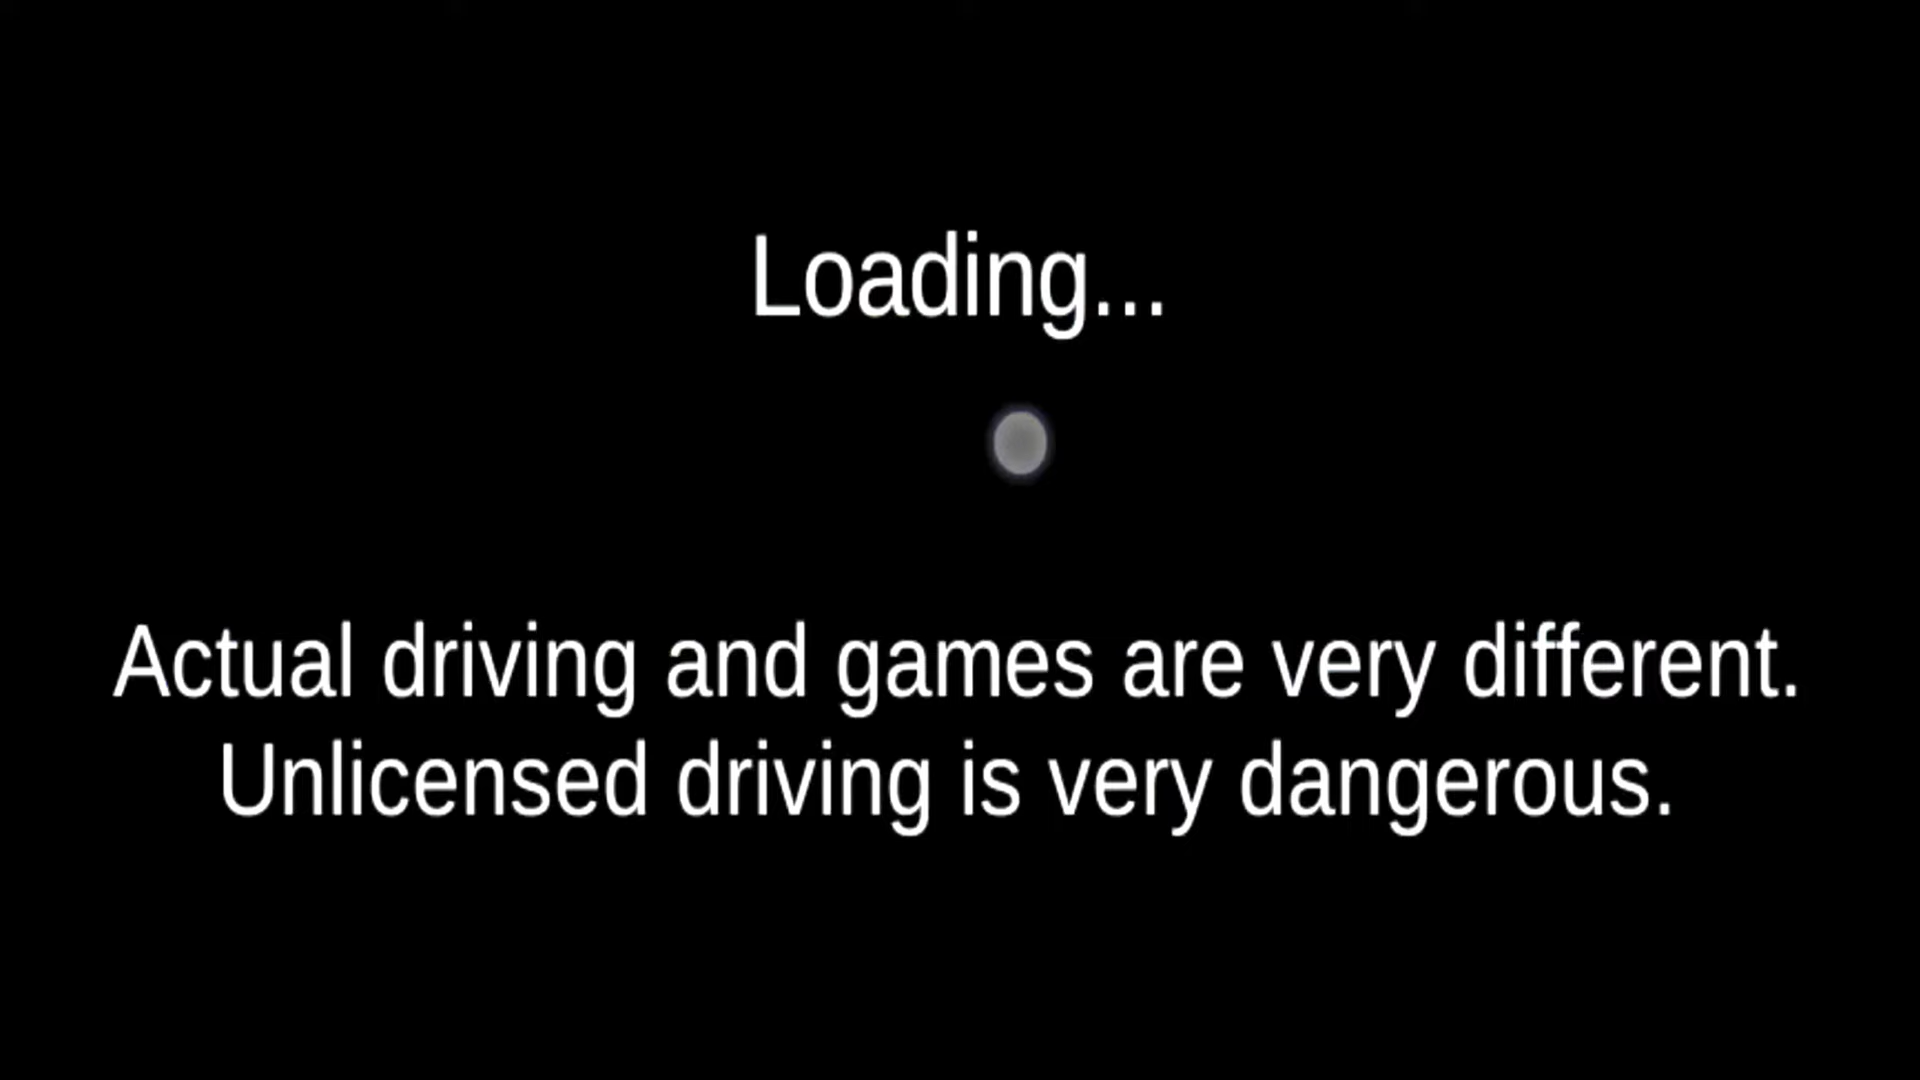 Loading...
Actual driving and games are very different.
Unlicensed driving is very dangerous.